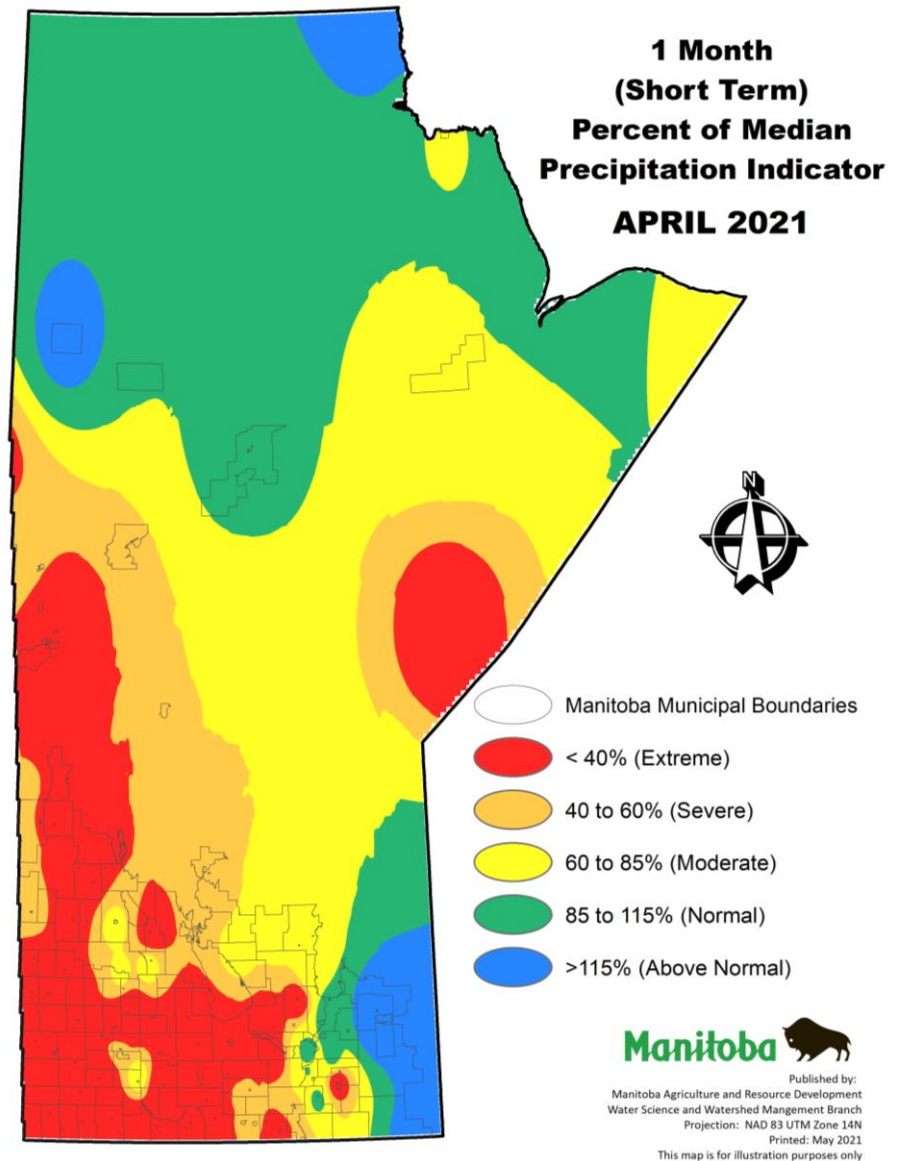 1 Month
(Short Term)
Percent of Median
Precipitation Indicator
APRIL 2021
N
Manitoba Municipal Boundaries
< 40% (Extreme)
40 to 60% (Severe)
60 to 85% (Moderate)
85 to 115% (Normal)
>115% (Above Normal)
Manitoba
Published by:
Manitoba Agriculture and Resource Development
Water Science and Watershed Mangement Branch
Projection: NAD 83 UTM Zone 14N
Printed: May 2021
This map is for illustration purposes only